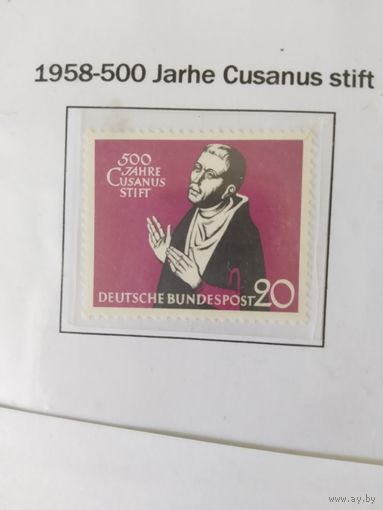 1958-500 Jarhe Cusanus stift
500
JAHRE
CUSANUS
STIFT
DEUTSCHE BUNDESPOST 20
www.ay.by